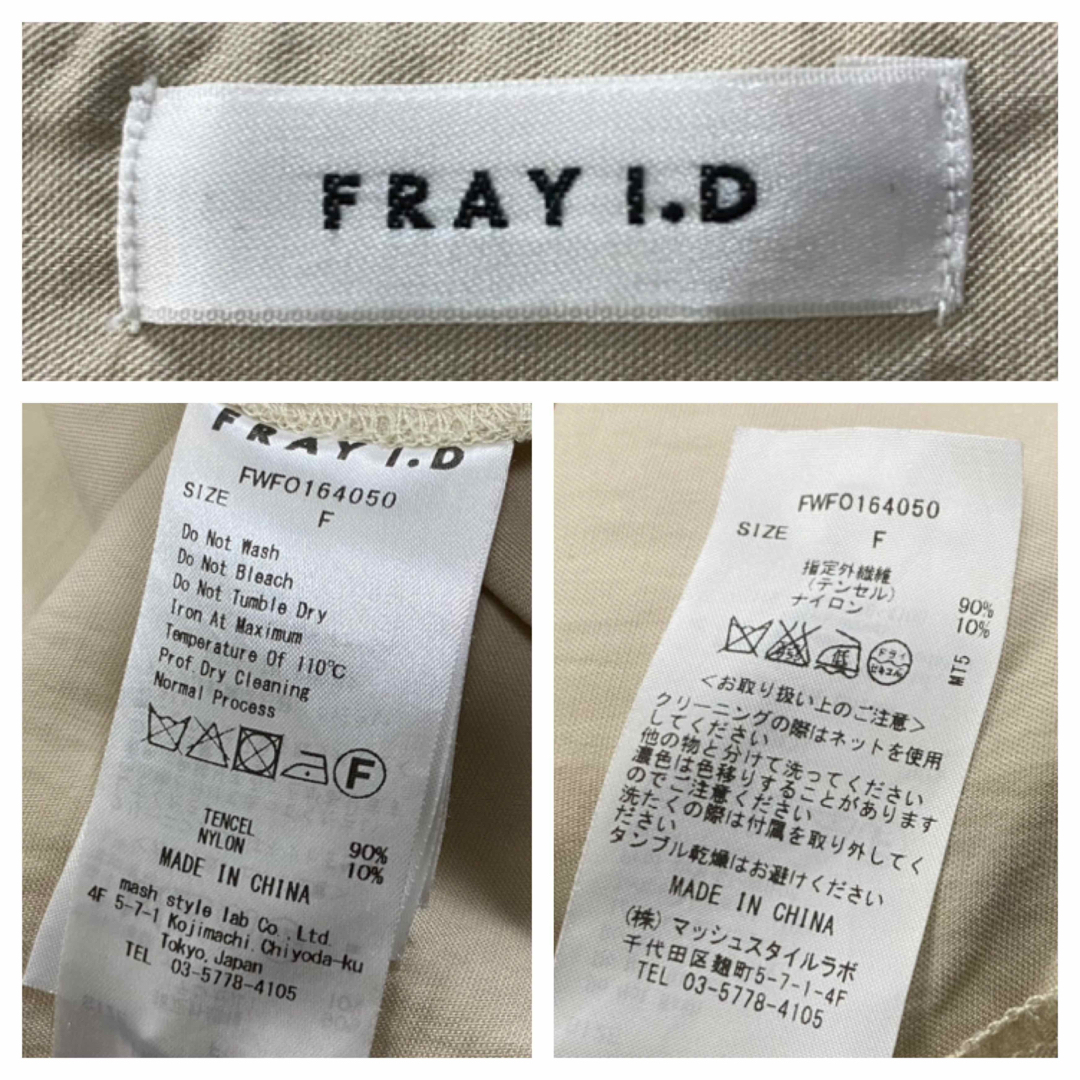 FRAY I.D
FRAY I.D
FWFO164050
SIZE
F
Do Not Wash
Do Not Bleach
Do Not Tumble Dry
Iron At Maximum
Temperature Of 110℃
Prof.Dry Cleaning
Normal Process
F
TENCEL 90%
NYLON 10%
MADE IN CHINA
mash style lab Co.,Ltd.
4F 5-7-1 Kojimachi,Chiyoda-ku
Tokyo,Japan
TEL 03-5778-4105
FWFO164050
SIZE F
指定外繊維
(テンセル) 90%
ナイロン 10%
低
ドライ
セキユ系
MT5
<お取り扱い上のご注意>
クリーニングの際はネットを使用
してください
他の物と分けて洗ってください
濃色は色移りすることがあります
のでご注意ください
洗たくの際は付属を取り外してく
ださい
タンブル乾燥はお避けください
MADE IN CHINA
(株)マッシュスタイルラボ
千代田区麹町5-7-1-4F
TEL 03-5778-4105